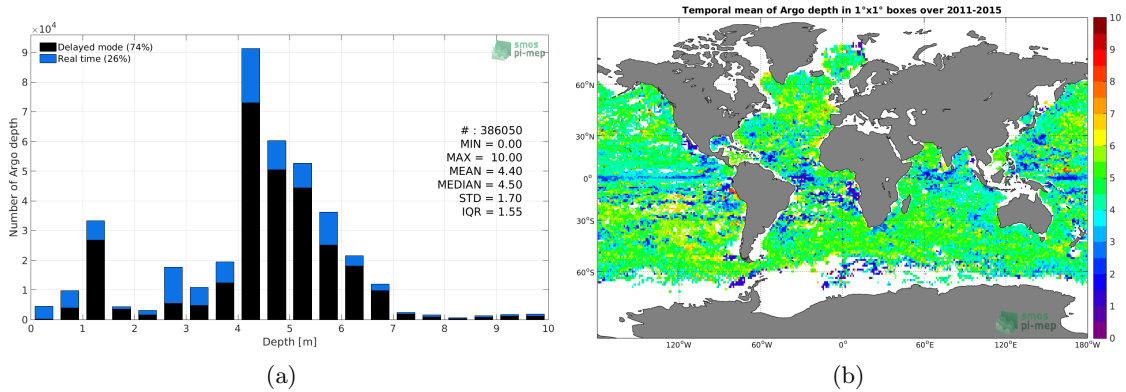 ×10⁴
Delayed mode (74%)
Real time (26%)
smos
pi-mep
# : 386050
MIN = 0.00
MAX = 10.00
MEAN = 4.40
MEDIAN = 4.50
STD = 1.70
IQR = 1.55
Number of Argo depth
9
8
7
6
5
4
3
2
1
0
0 1 2 3 4 5 6 7 8 9 10
Depth [m]
(a)
Temporal mean of Argo depth in 1°x1° boxes over 2011-2015
60°N
30°N
0°
30°S
60°S
120°W 60°W 0° 60°E 120°E 180°W
smos
pi-mep
10
9
8
7
6
5
4
3
2
1
0
(b)